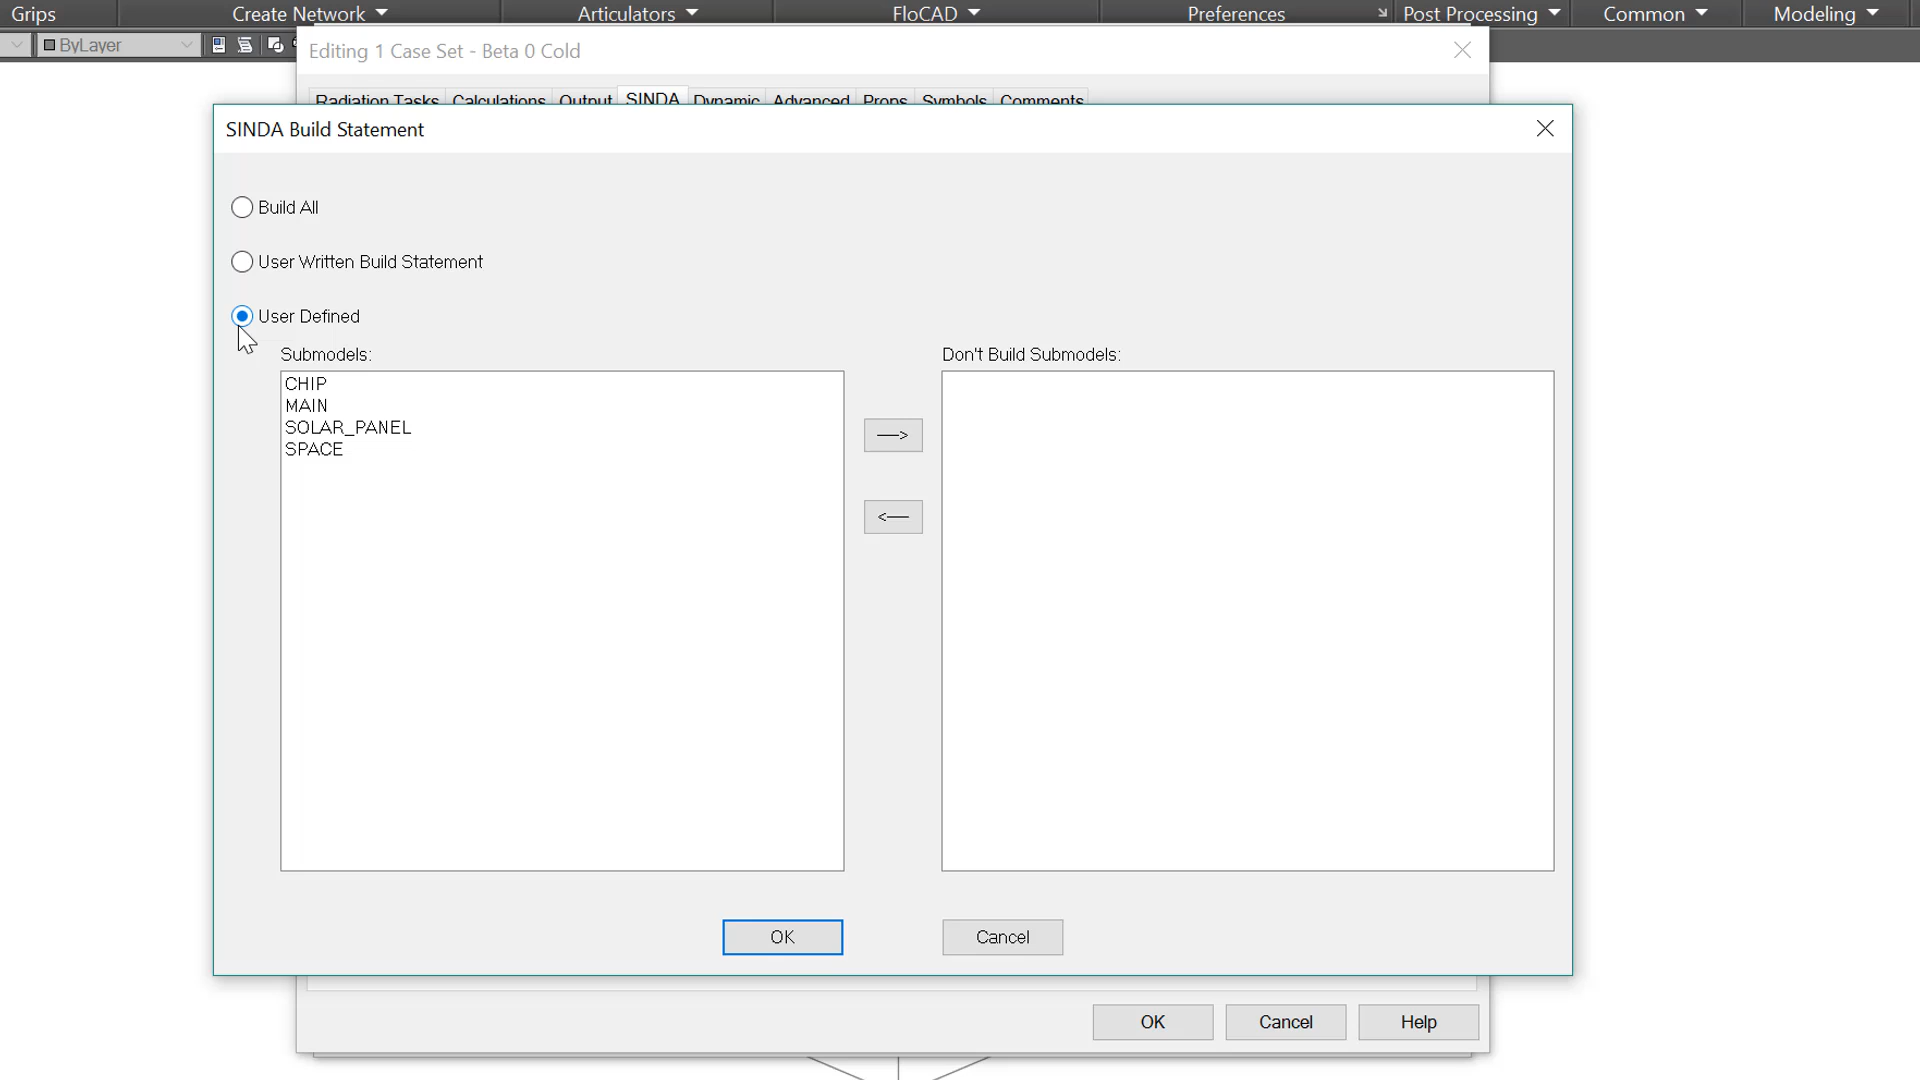 Grips Create Network Articulators FloCAD Preferences Post Processing Common Modeling
ByLayer
Editing 1 Case Set - Beta 0 Cold
Radiation Tasks Calculations Output SINDA Dynamic Advanced Props Symbols Comments
SINDA Build Statement
Build All
User Written Build Statement
User Defined
Submodels: Don't Build Submodels:
CHIP
MAIN
--->
SOLAR_PANEL
SPACE
<---
OK Cancel
OK Cancel Help